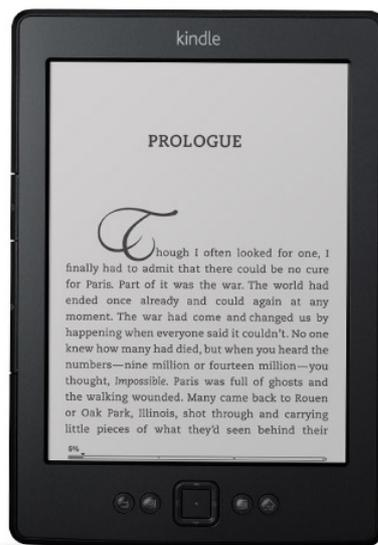 kindle
PROLOGUE
Though I often looked for one, I
finally had to admit that there could be no cure
for Paris. Part of it was the war. The world had
ended once already and could again at any
moment. The war had come and changed us by
happening when everyone said it couldn't. No one
knew how many had died, but when you heard the
numbers—nine million or fourteen million—you
thought, Impossible. Paris was full of ghosts and
the walking wounded. Many came back to Rouen
or Oak Park, Illinois, shot through and carrying
little pieces of what they'd seen behind their
6%